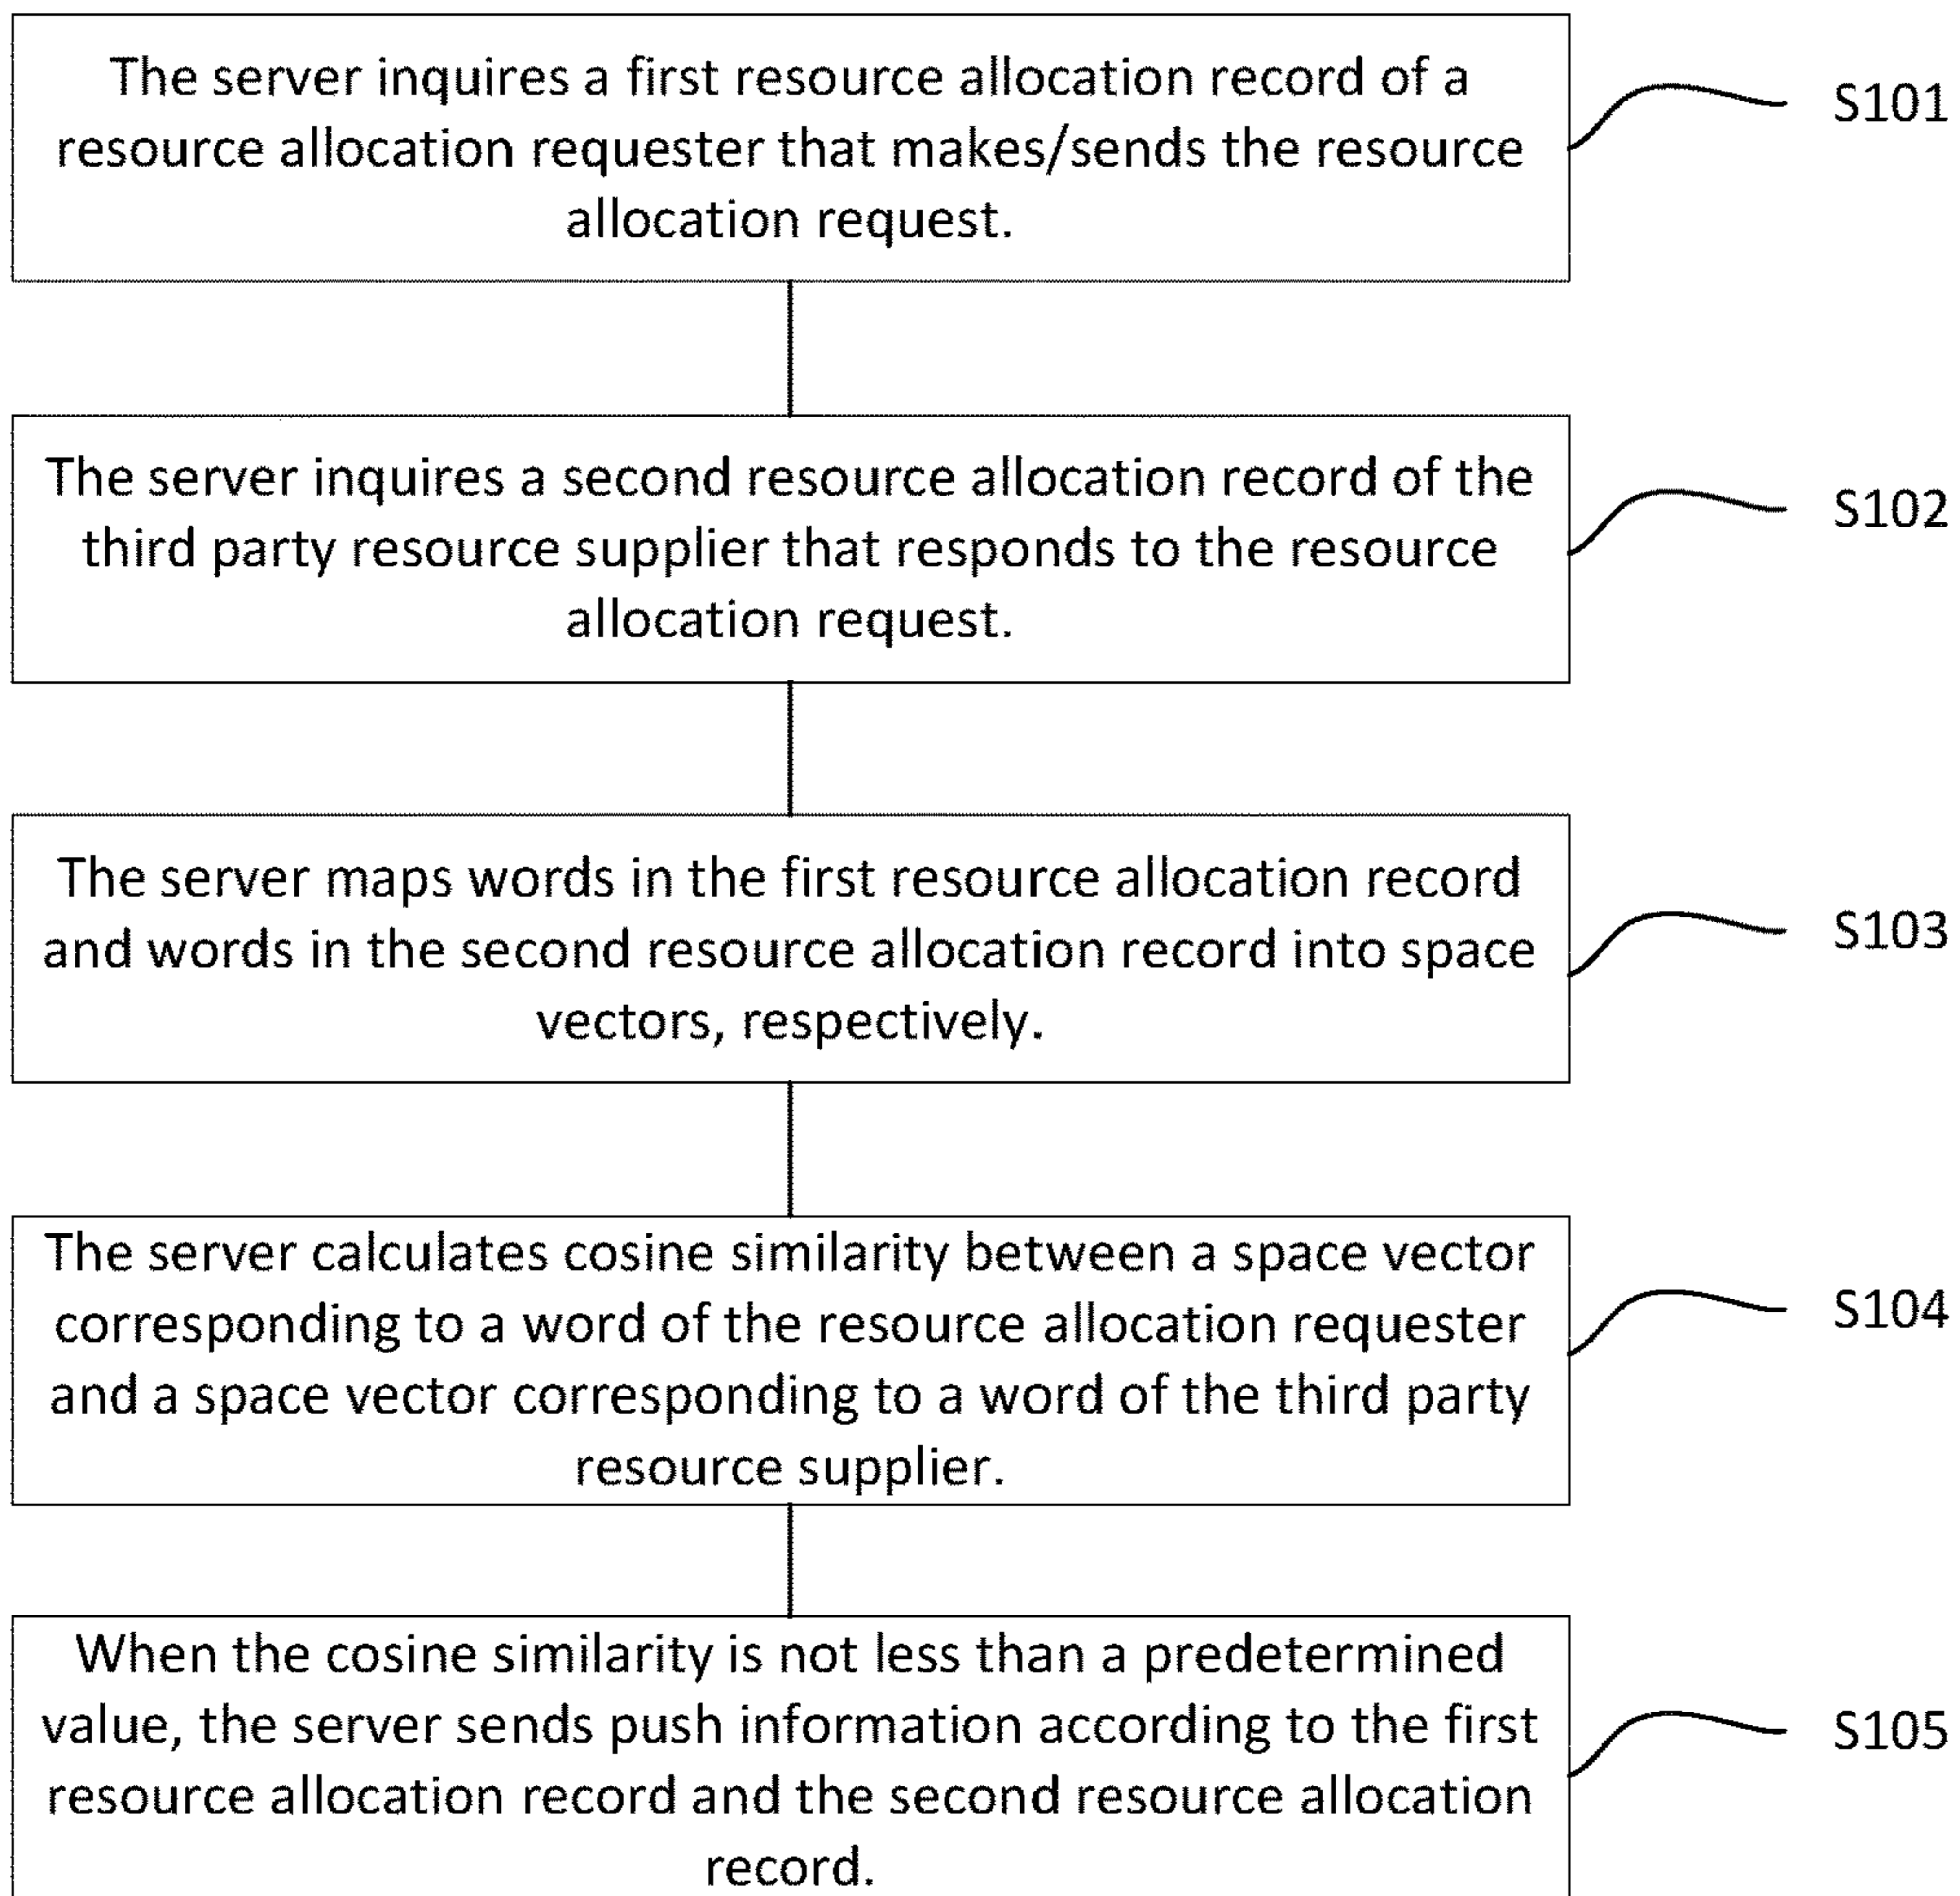 The server inquires a first resource allocation record of a
resource allocation requester that makes/sends the resource
allocation request.
S101
The server inquires a second resource allocation record of the
third party resource supplier that responds to the resource
allocation request.
S102
The server maps words in the first resource allocation record
and words in the second resource allocation record into space
vectors, respectively.
S103
The server calculates cosine similarity between a space vector
corresponding to a word of the resource allocation requester
and a space vector corresponding to a word of the third party
resource supplier.
S104
When the cosine similarity is not less than a predetermined
value, the server sends push information according to the first
resource allocation record and the second resource allocation
record.
S105